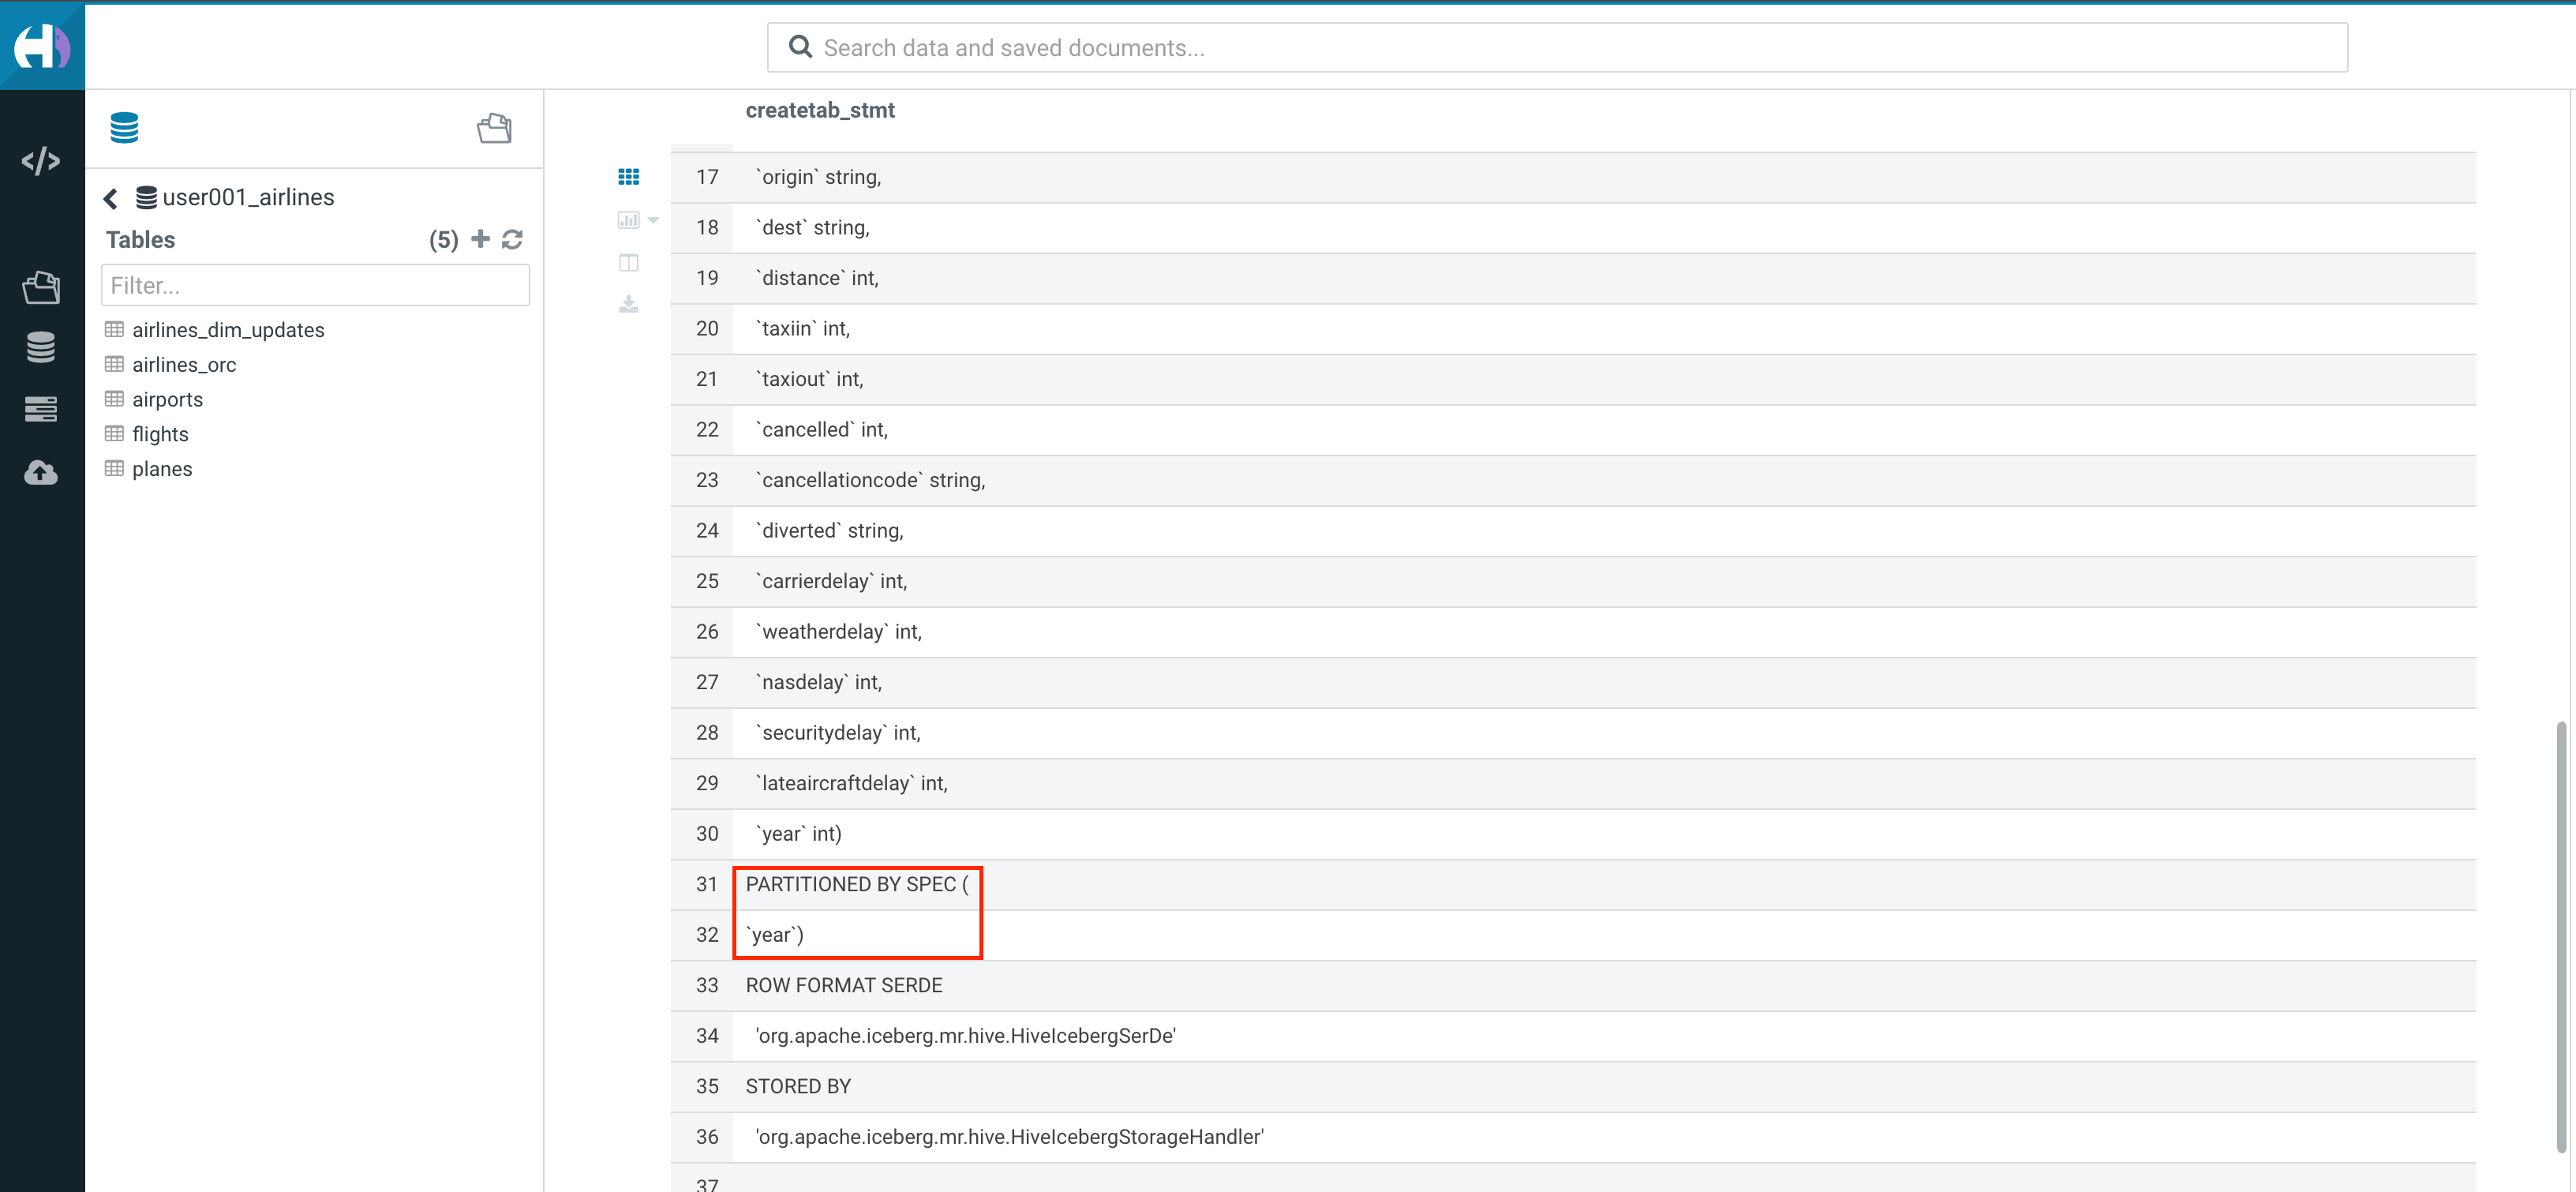 Search data and saved documents...
user001_airlines
Tables (5)
Filter...
airlines_dim_updates
airlines_orc
airports
flights
planes
createtab_stmt
17 `origin` string,
18 `dest` string,
19 `distance` int,
20 `taxiin` int,
21 `taxiout` int,
22 `cancelled` int,
23 `cancellationcode` string,
24 `diverted` string,
25 `carrierdelay` int,
26 `weatherdelay` int,
27 `nasdelay` int,
28 `securitydelay` int,
29 `lateaircraftdelay` int,
30 `year` int)
31 PARTITIONED BY SPEC (
32 `year`)
33 ROW FORMAT SERDE
34 'org.apache.iceberg.mr.hive.HiveIcebergSerDe'
35 STORED BY
36 'org.apache.iceberg.mr.hive.HiveIcebergStorageHandler'
37